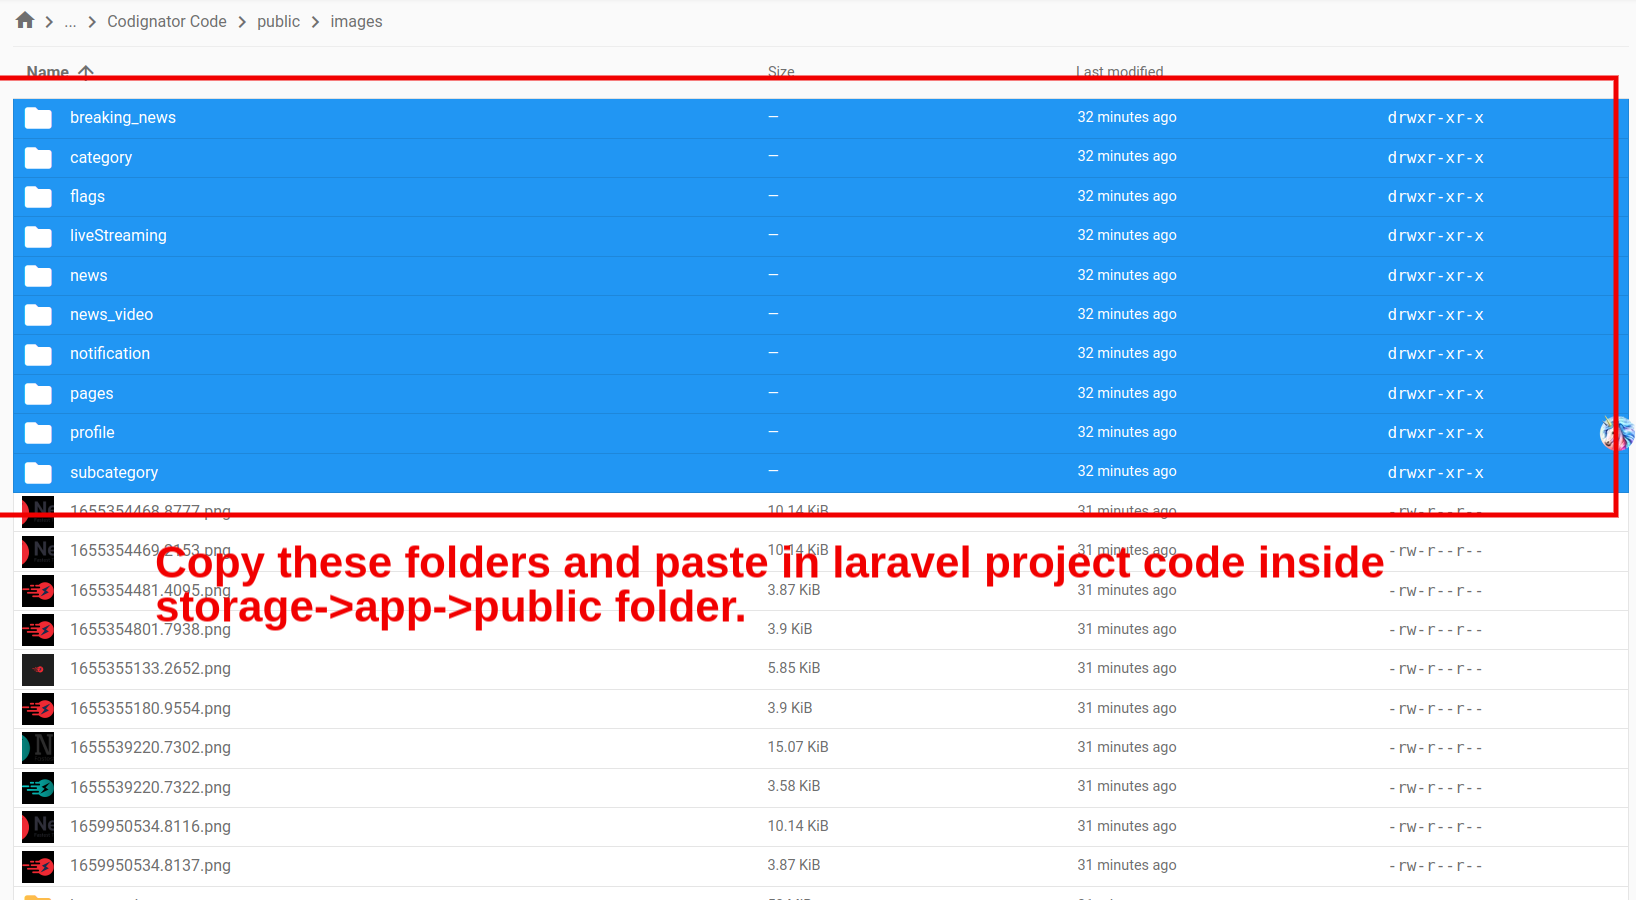 ... Codignator Code public images
Name Size Last modified
breaking_news — 32 minutes ago drwxr-xr-x
category — 32 minutes ago drwxr-xr-x
flags — 32 minutes ago drwxr-xr-x
liveStreaming — 32 minutes ago drwxr-xr-x
news — 32 minutes ago drwxr-xr-x
news_video — 32 minutes ago drwxr-xr-x
notification — 32 minutes ago drwxr-xr-x
pages — 32 minutes ago drwxr-xr-x
profile — 32 minutes ago drwxr-xr-x
subcategory — 32 minutes ago drwxr-xr-x
1655354468.8777.png 10.14 KiB 31 minutes ago -rw-r--r--
1655354469.2153.png 10.14 KiB 31 minutes ago -rw-r--r--
Copy these folders and paste in laravel project code inside
1655354481.4095.png 3.87 KiB 31 minutes ago -rw-r--r--
storage->app->public folder.
1655354801.7938.png 3.9 KiB 31 minutes ago -rw-r--r--
1655355133.2652.png 5.85 KiB 31 minutes ago -rw-r--r--
1655355180.9554.png 3.9 KiB 31 minutes ago -rw-r--r--
1655539220.7302.png 15.07 KiB 31 minutes ago -rw-r--r--
1655539220.7322.png 3.58 KiB 31 minutes ago -rw-r--r--
1659950534.8116.png 10.14 KiB 31 minutes ago -rw-r--r--
1659950534.8137.png 3.87 KiB 31 minutes ago -rw-r--r--